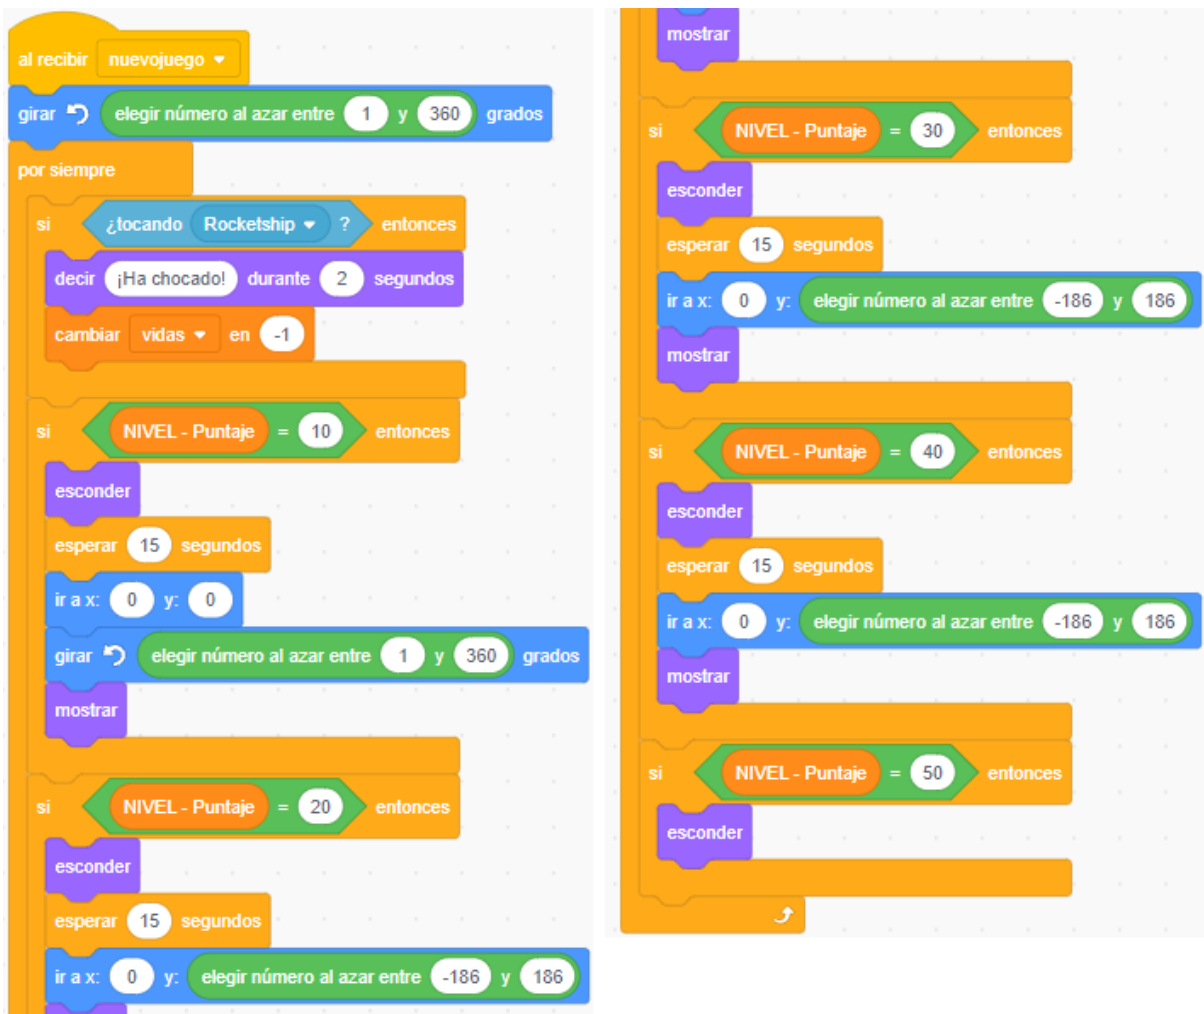 al recibir nuevojuego
girar elegir número al azar entre 1 y 360 grados
por siempre
si ¿tocando Rocketship ? entonces
decir ¡Ha chocado! durante 2 segundos
cambiar vidas en -1
si NIVEL - Puntaje = 10 entonces
esconder
esperar 15 segundos
ir a x: 0 y: 0
girar elegir número al azar entre 1 y 360 grados
mostrar
si NIVEL - Puntaje = 20 entonces
esconder
esperar 15 segundos
ir a x: 0 y: elegir número al azar entre -186 y 186
mostrar
si NIVEL - Puntaje = 30 entonces
esconder
esperar 15 segundos
ir a x: 0 y: elegir número al azar entre -186 y 186
mostrar
si NIVEL - Puntaje = 40 entonces
esconder
esperar 15 segundos
ir a x: 0 y: elegir número al azar entre -186 y 186
mostrar
si NIVEL - Puntaje = 50 entonces
esconder